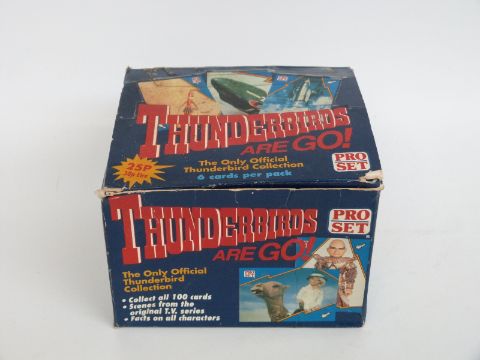 THUNDERBIRDS
ARE GO!
25P
The Only Official
Thunderbird Collection
6 cards per pack
PRO
SET
THUNDERBIRDS
ARE GO!
PRO
SET
The Only Official
Thunderbird
Collection
• Collect all 100 cards
• Scenes from the
original T.V. series
• Facts on all characters